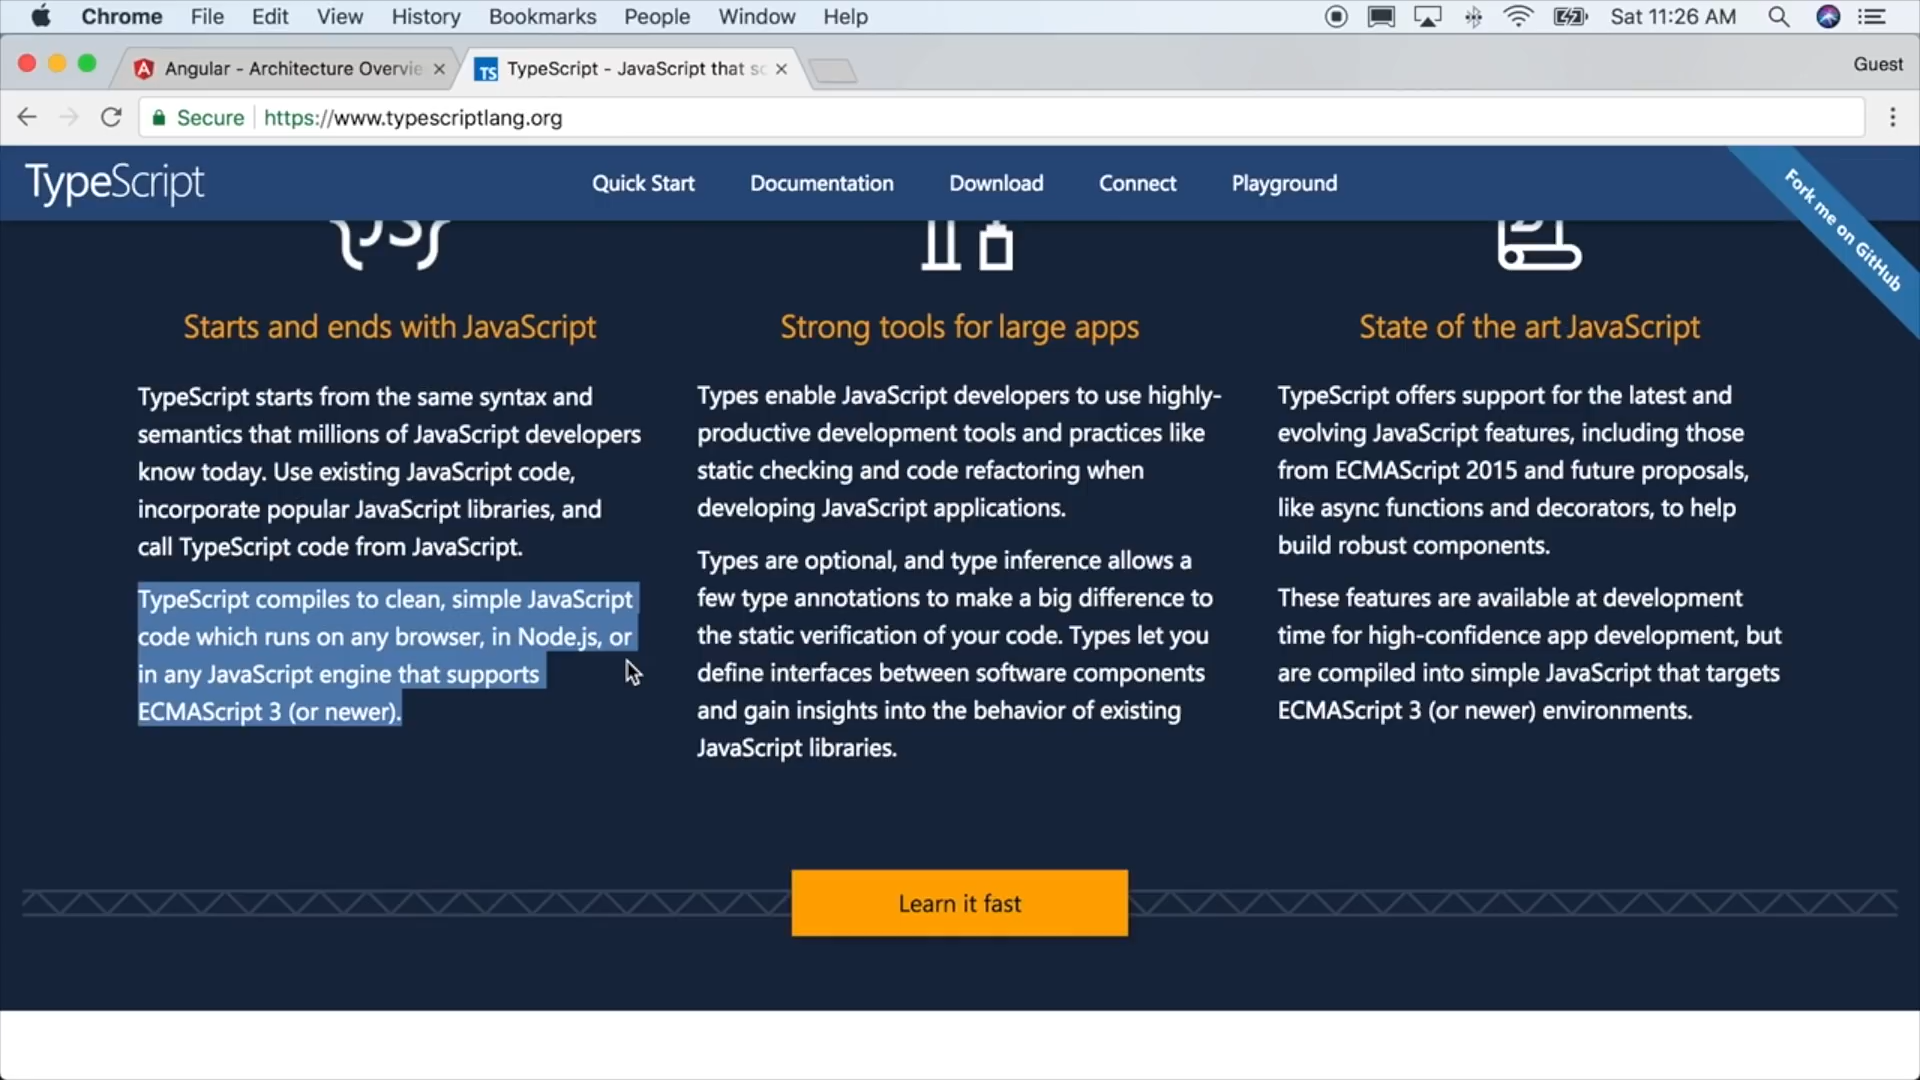 Chrome File Edit View History Bookmarks People Window Help Sat 11:26 AM
Angular - Architecture Overvie TypeScript - JavaScript that sc Guest
Secure https://www.typescriptlang.org
TypeScript Quick Start Documentation Download Connect Playground
Fork me on GitHub
JS
Starts and ends with JavaScript
TypeScript starts from the same syntax and
semantics that millions of JavaScript developers
know today. Use existing JavaScript code,
incorporate popular JavaScript libraries, and
call TypeScript code from JavaScript.
TypeScript compiles to clean, simple JavaScript
code which runs on any browser, in Node.js, or
in any JavaScript engine that supports
ECMAScript 3 (or newer).
Strong tools for large apps
Types enable JavaScript developers to use highly-
productive development tools and practices like
static checking and code refactoring when
developing JavaScript applications.
Types are optional, and type inference allows a
few type annotations to make a big difference to
the static verification of your code. Types let you
define interfaces between software components
and gain insights into the behavior of existing
JavaScript libraries.
State of the art JavaScript
TypeScript offers support for the latest and
evolving JavaScript features, including those
from ECMAScript 2015 and future proposals,
like async functions and decorators, to help
build robust components.
These features are available at development
time for high-confidence app development, but
are compiled into simple JavaScript that targets
ECMAScript 3 (or newer) environments.
Learn it fast